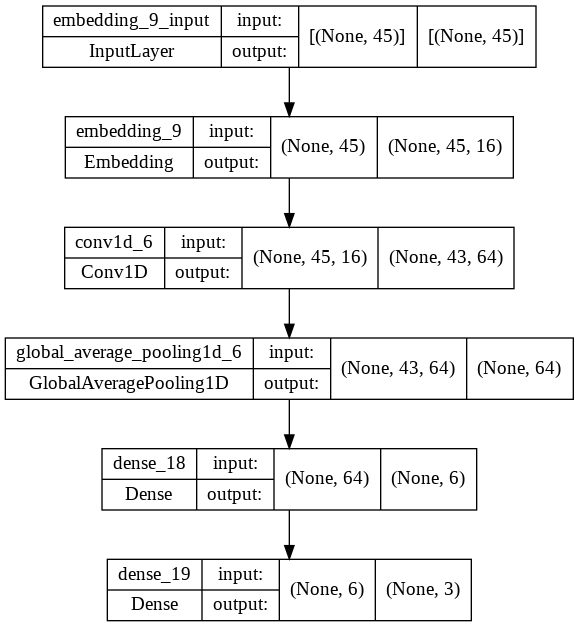 embedding_9_input input: [(None, 45)] [(None, 45)]
InputLayer output:
embedding_9 input: (None, 45) (None, 45, 16)
Embedding output:
conv1d_6 input: (None, 45, 16) (None, 43, 64)
Conv1D output:
global_average_pooling1d_6 input: (None, 43, 64) (None, 64)
GlobalAveragePooling1D output:
dense_18 input: (None, 64) (None, 6)
Dense output:
dense_19 input: (None, 6) (None, 3)
Dense output: